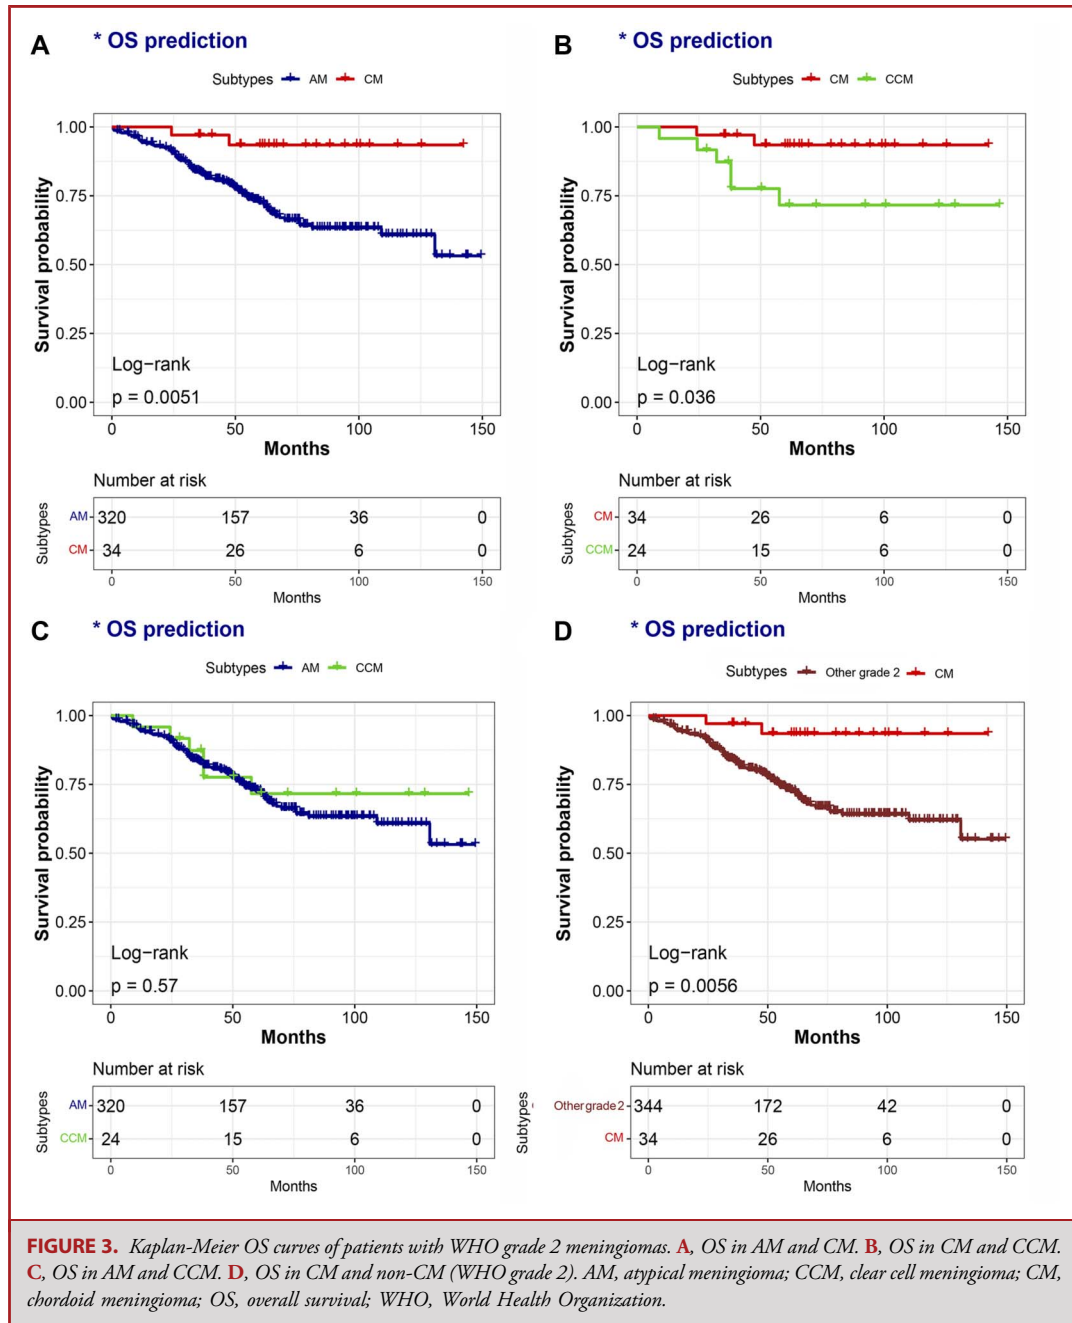 A
* OS prediction
Subtypes AM CM
Survival probability
1.00
0.75
0.50
0.25
0.00
Log−rank
p = 0.0051
0 50 100 150
Months
Number at risk
Subtypes
AM 320 157 36 0
CM 34 26 6 0
0 50 100 150
Months
B
* OS prediction
Subtypes CM CCM
Survival probability
1.00
0.75
0.50
0.25
0.00
Log−rank
p = 0.036
0 50 100 150
Months
Number at risk
Subtypes
CM 34 26 6 0
CCM 24 15 6 0
0 50 100 150
Months
C
* OS prediction
Subtypes AM CCM
Survival probability
1.00
0.75
0.50
0.25
0.00
Log−rank
p = 0.57
0 50 100 150
Months
Number at risk
Subtypes
AM 320 157 36 0
CCM 24 15 6 0
0 50 100 150
Months
D
* OS prediction
Subtypes Other grade 2 CM
Survival probability
1.00
0.75
0.50
0.25
0.00
Log−rank
p = 0.0056
0 50 100 150
Months
Number at risk
Subtypes
Other grade 2 344 172 42 0
CM 34 26 6 0
0 50 100 150
Months
FIGURE 3. Kaplan-Meier OS curves of patients with WHO grade 2 meningiomas. A, OS in AM and CM. B, OS in CM and CCM.
C, OS in AM and CCM. D, OS in CM and non-CM (WHO grade 2). AM, atypical meningioma; CCM, clear cell meningioma; CM,
chordoid meningioma; OS, overall survival; WHO, World Health Organization.